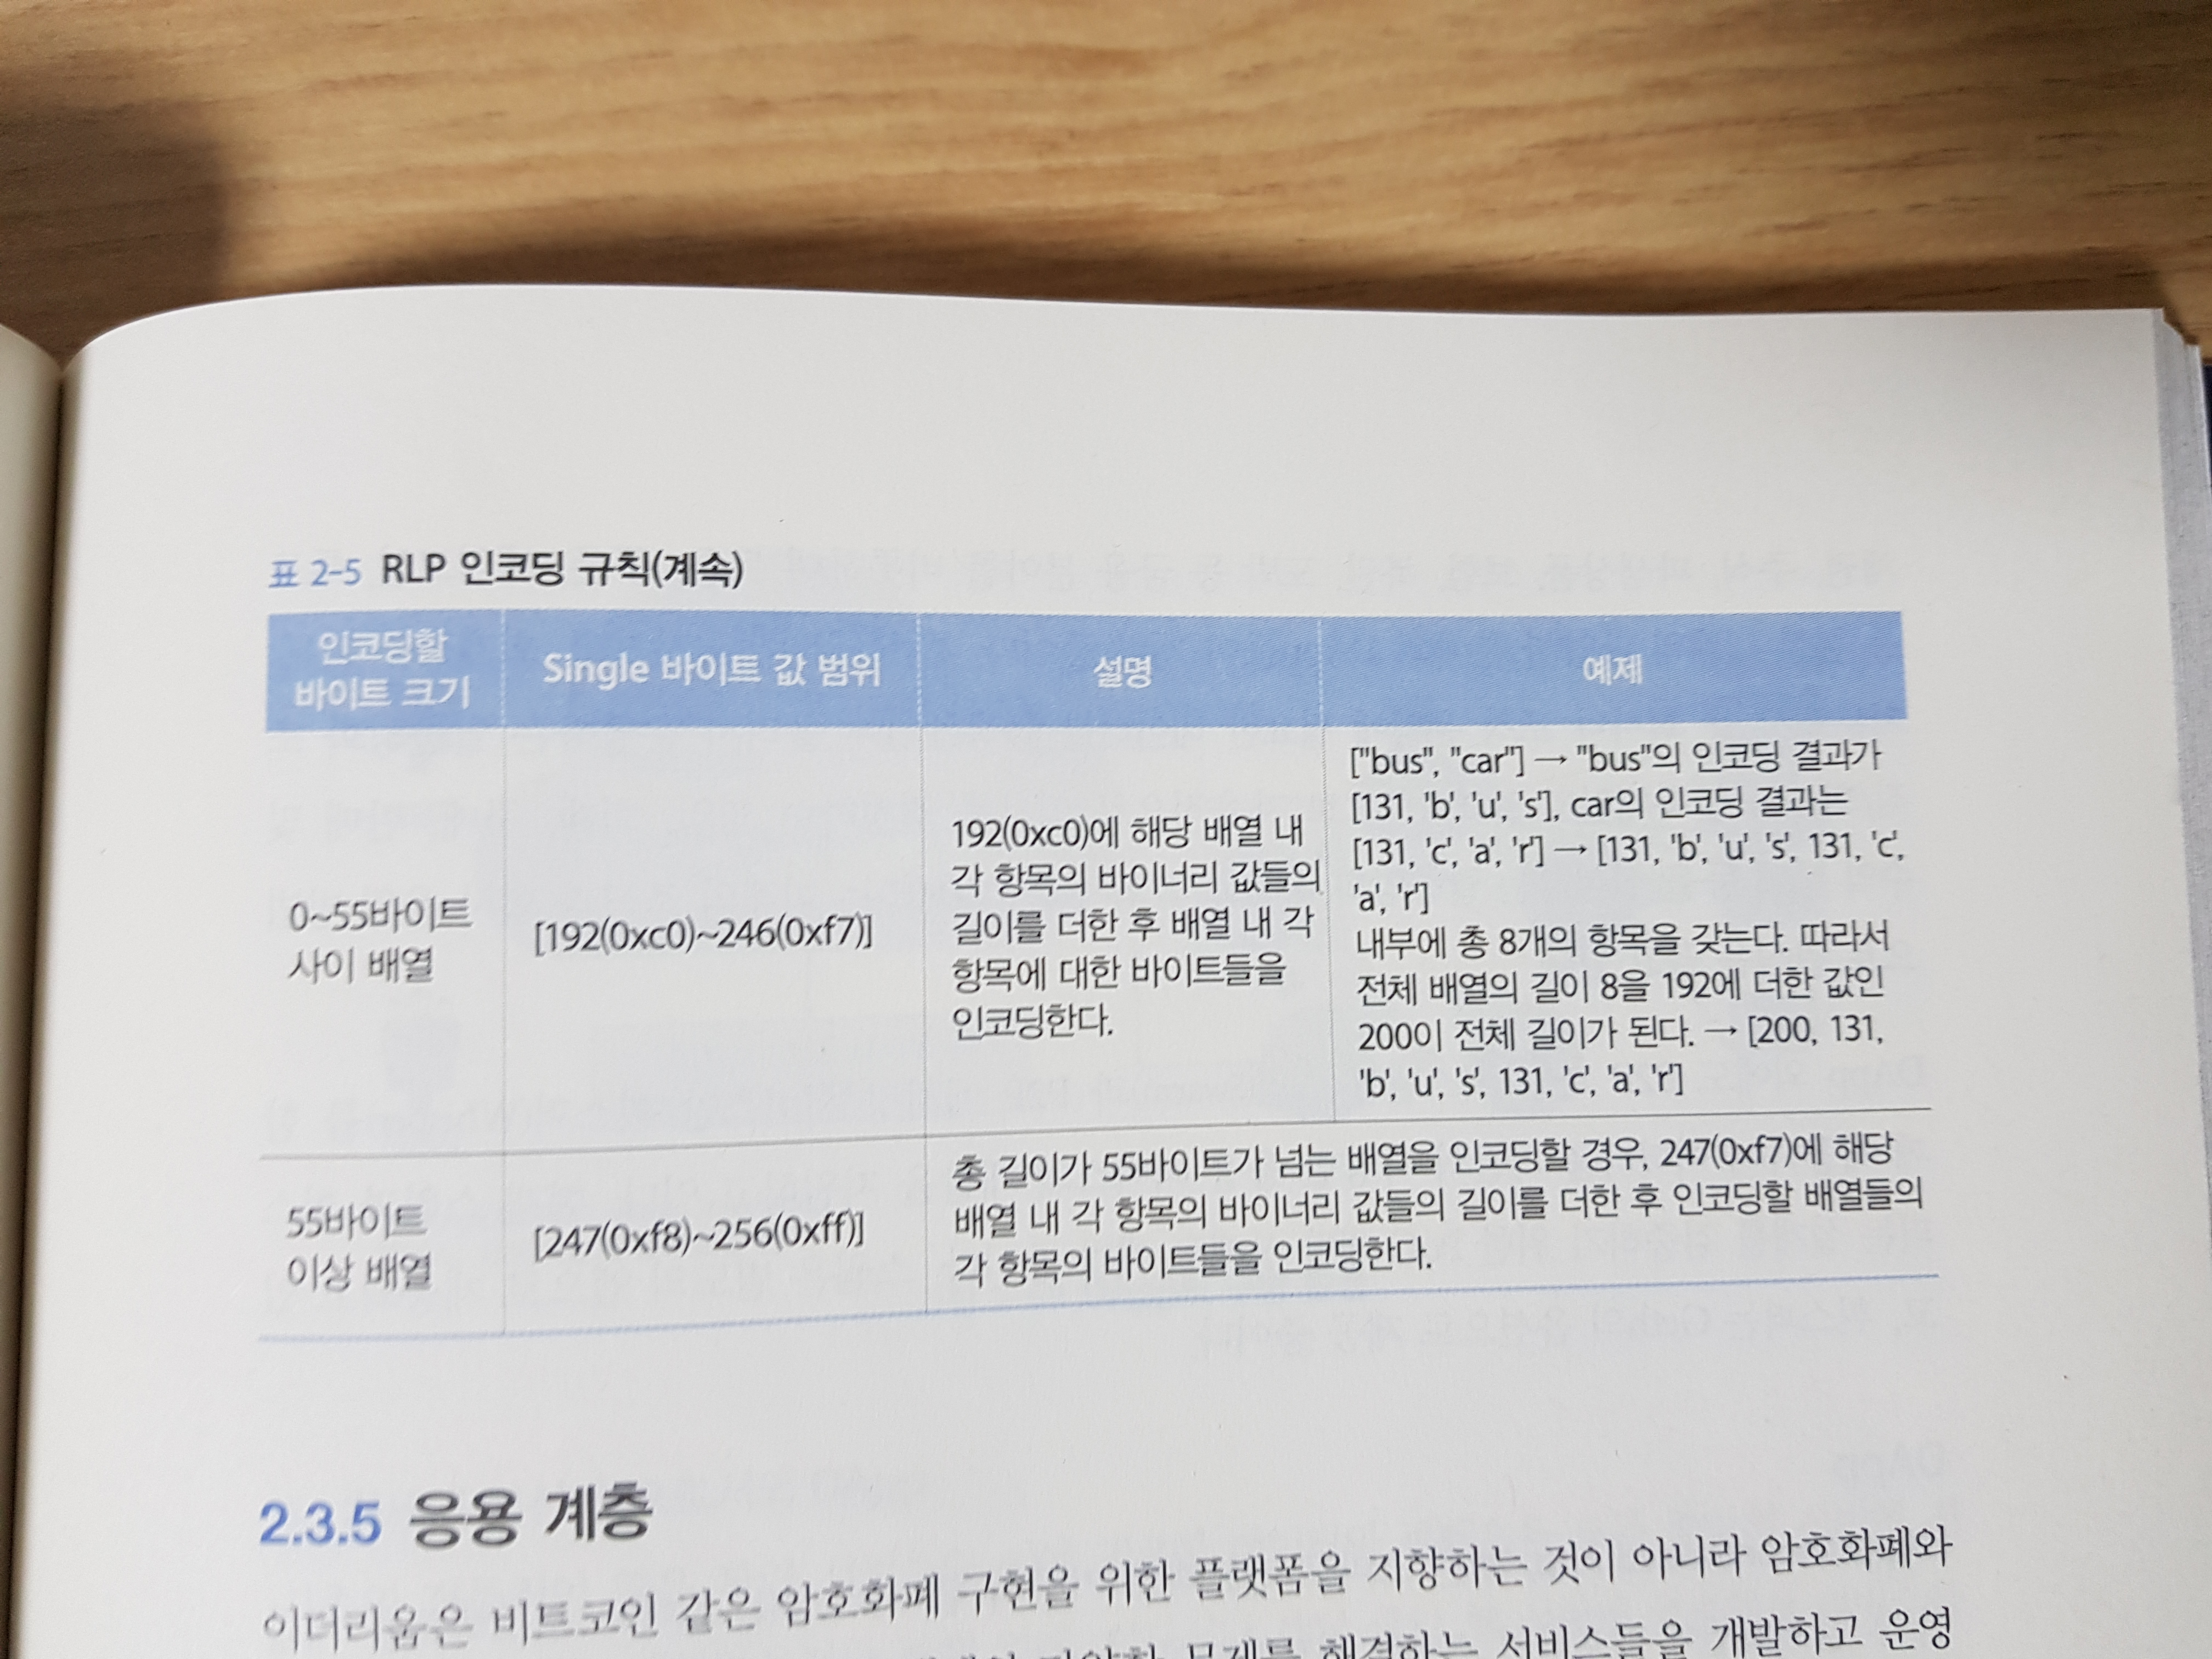 표 2-5 RLP 인코딩 규칙(계속)
인코딩할
바이트 크기
Single 바이트 값 범위
설명
예제
0~55바이트
사이 배열
[192(0xc0)~246(0xf7)]
192(0xc0)에 해당 배열 내
각 항목의 바이너리 값들의
길이를 더한 후 배열 내 각
항목에 대한 바이트들을
인코딩한다.
["bus", "car"] → "bus"의 인코딩 결과가
[131, 'b', 'u', 's'], car의 인코딩 결과는
[131, 'c', 'a', 'r'] → [131, 'b', 'u', 's', 131, 'c',
'a', 'r']
내부에 총 8개의 항목을 갖는다. 따라서
전체 배열의 길이 8을 192에 더한 값인
200이 전체 길이가 된다. → [200, 131,
'b', 'u', 's', 131, 'c', 'a', 'r']
55바이트
이상 배열
[247(0xf8)~256(0xff)]
총 길이가 55바이트가 넘는 배열을 인코딩할 경우, 247(0xf7)에 해당
배열 내 각 항목의 바이너리 값들의 길이를 더한 후 인코딩할 배열들의
각 항목의 바이트들을 인코딩한다.
2.3.5 응용 계층
이더리움은 비트코인 같은 암호화폐 구현을 위한 플랫폼을 지향하는 것이 아니라 암호화폐와
문제를 해결하는 서비스들을 개발하고 운영